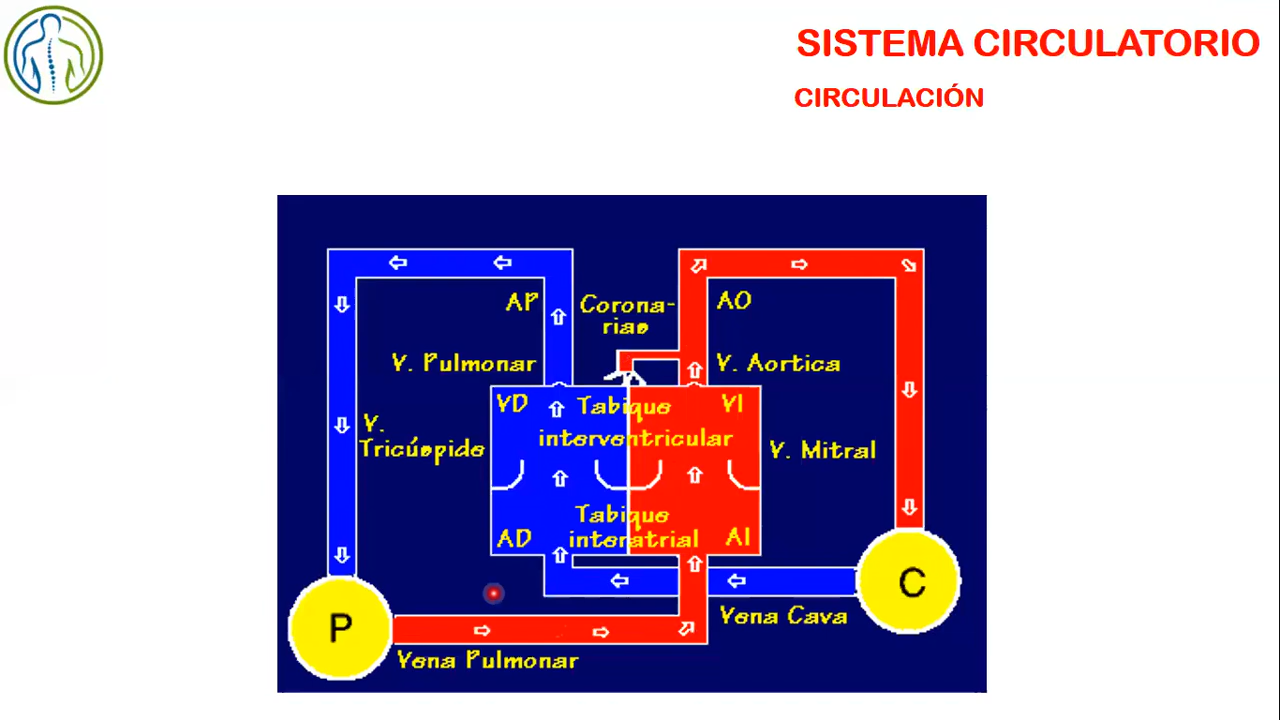 SISTEMA CIRCULATORIO
CIRCULACIÓN
AP
Corona-
rias
AO
V. Pulmonar
V. Aortica
VD
Tabique
VI
interventricular
V.
Tricúspide
V. Mitral
Tabique
AD
interatrial
AI
C
P
Vena Cava
Vena Pulmonar